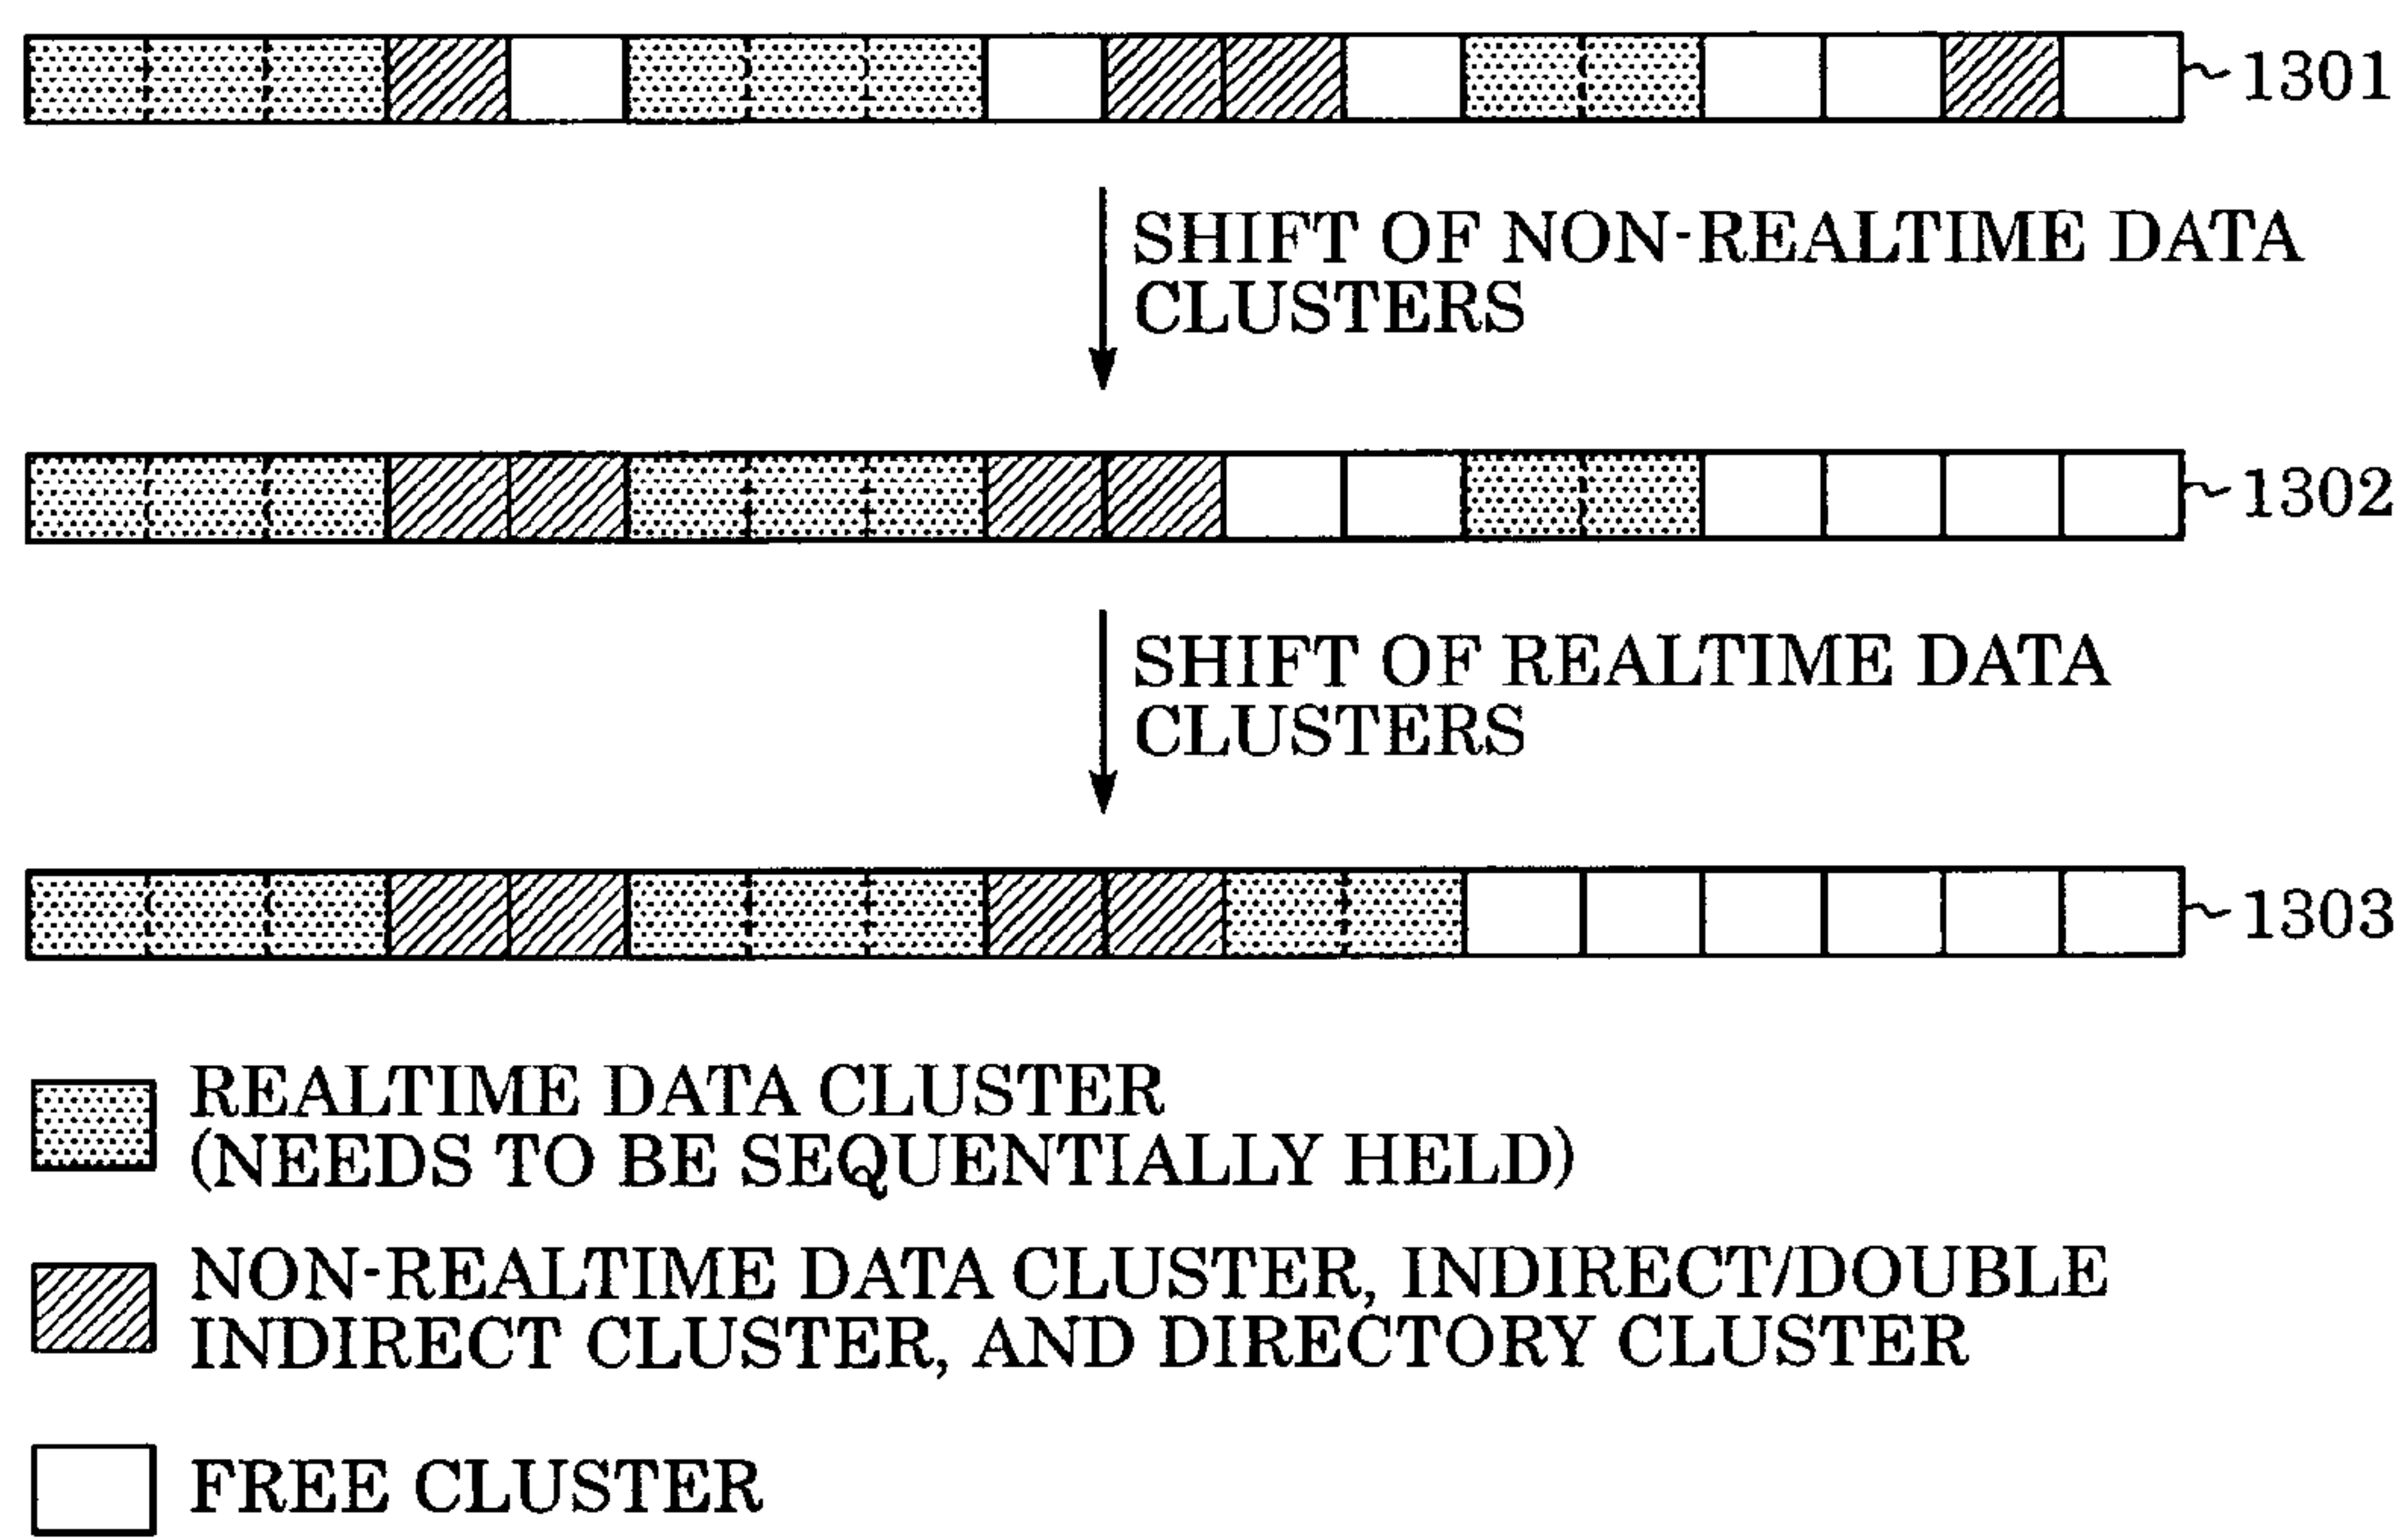 1301
SHIFT OF NON-REALTIME DATA
CLUSTERS
1302
SHIFT OF REALTIME DATA
CLUSTERS
1303
REALTIME DATA CLUSTER
(NEEDS TO BE SEQUENTIALLY HELD)
NON-REALTIME DATA CLUSTER, INDIRECT/DOUBLE
INDIRECT CLUSTER, AND DIRECTORY CLUSTER
FREE CLUSTER